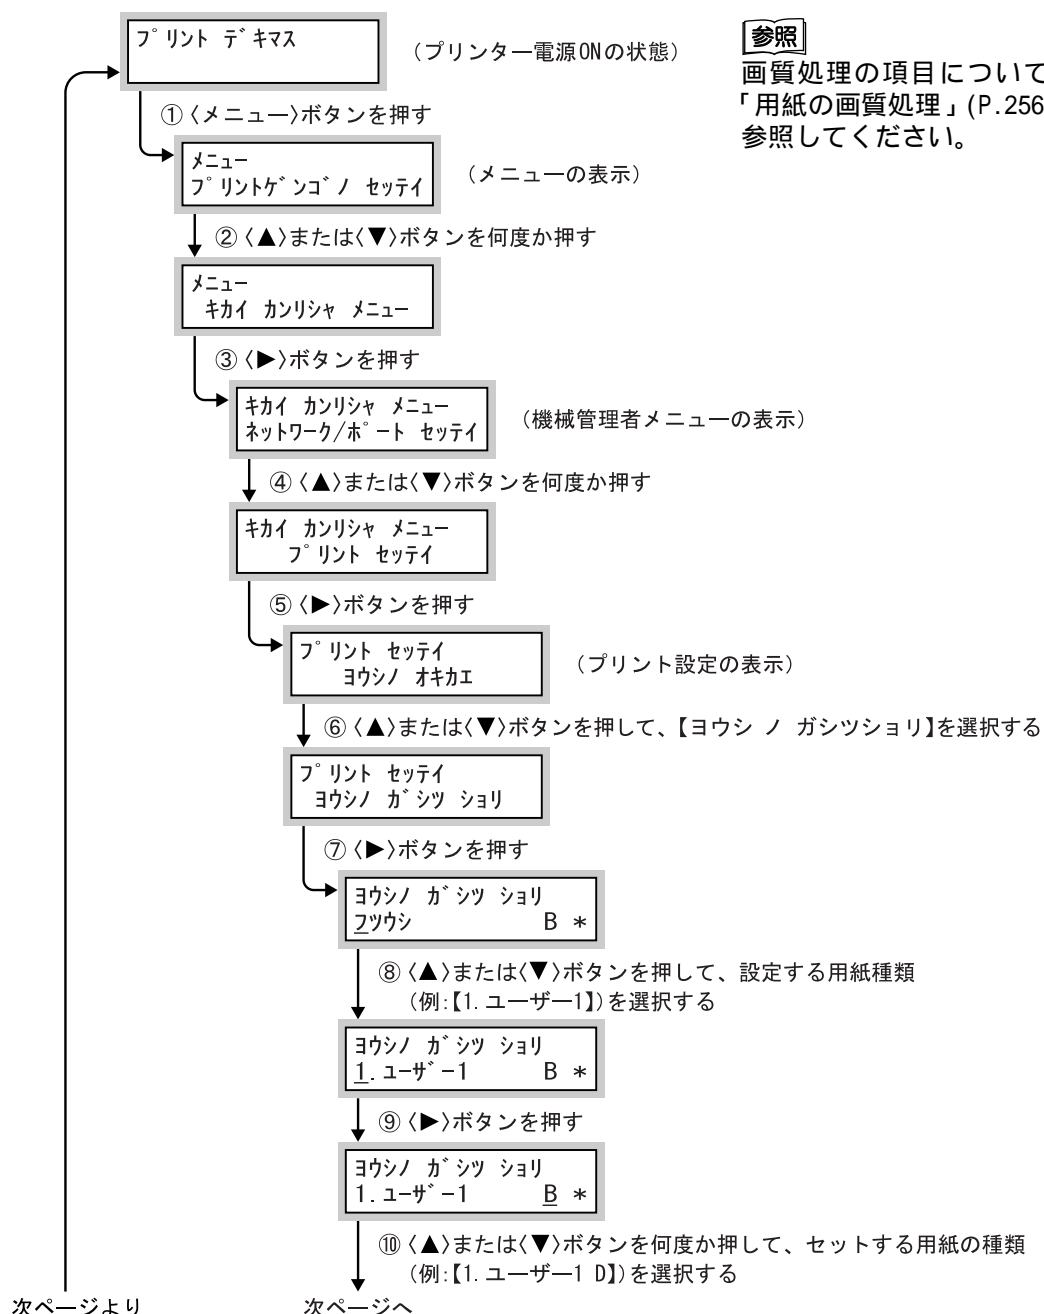 プリント デキマス
(プリンター電源ONの状態)
参照
画質処理の項目について
「用紙の画質処理」(P.256
参照してください。
①〈メニュー〉ボタンを押す
メニュー
プリントゲンゴノ セッテイ
(メニューの表示)
②〈▲〉または〈▼〉ボタンを何度か押す
メニュー
キカイ カンリシャ メニュー
③〈▶〉ボタンを押す
キカイ カンリシャ メニュー
ネットワーク/ポート セッテイ
(機械管理者メニューの表示)
④〈▲〉または〈▼〉ボタンを何度か押す
キカイ カンリシャ メニュー
プリント セッテイ
⑤〈▶〉ボタンを押す
プリント セッテイ
ヨウシノ オキカエ
(プリント設定の表示)
⑥〈▲〉または〈▼〉ボタンを押して、【ヨウシ ノ ガシツショリ】を選択する
プリント セッテイ
ヨウシノ ガシツ ショリ
⑦〈▶〉ボタンを押す
ヨウシノ ガシツ ショリ
フツウシ B *
⑧〈▲〉または〈▼〉ボタンを押して、設定する用紙種類
(例:【1.ユーザー1】)を選択する
ヨウシノ ガシツ ショリ
1.ユーザー1 B *
⑨〈▶〉ボタンを押す
ヨウシノ ガシツ ショリ
1.ユーザー1 B *
⑩〈▲〉または〈▼〉ボタンを何度か押して、セットする用紙の種類
(例:【1.ユーザー1 D】)を選択する
次ページより
次ページへ